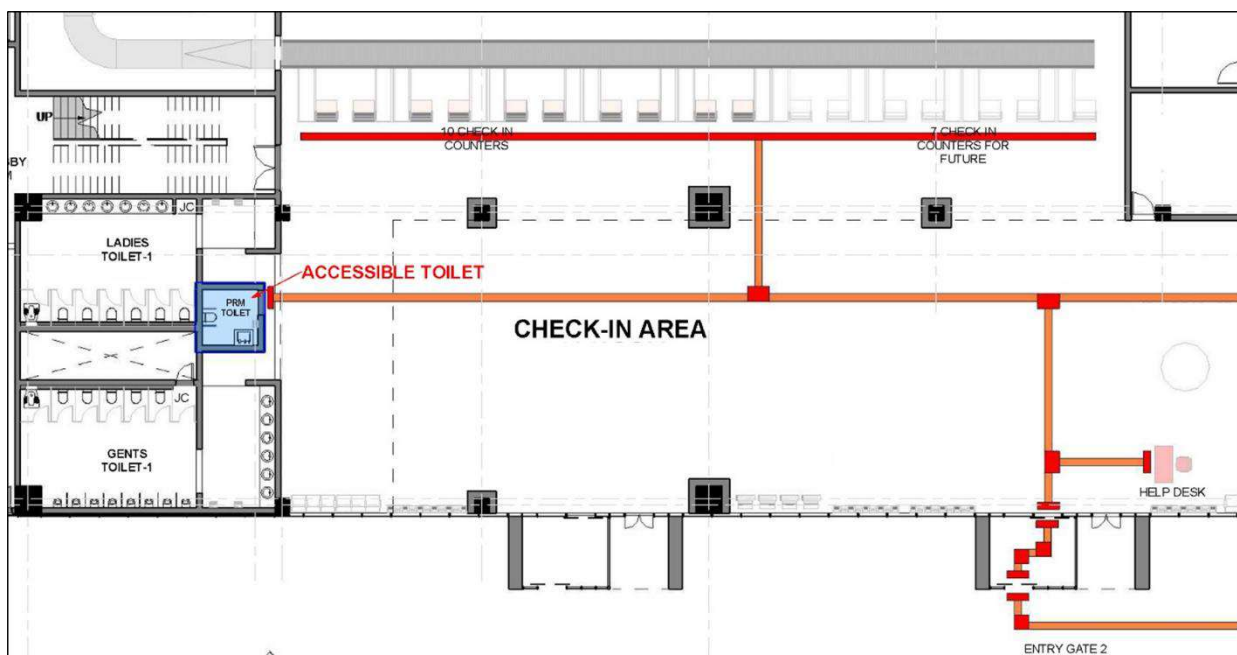 UP
10 CHECK IN
COUNTERS
7 CHECK IN
COUNTERS FOR
FUTURE
BY
M
JC
LADIES
TOILET-1
ACCESSIBLE TOILET
PRM
TOILET
CHECK-IN AREA
JC
GENTS
TOILET-1
HELP DESK
ENTRY GATE 2